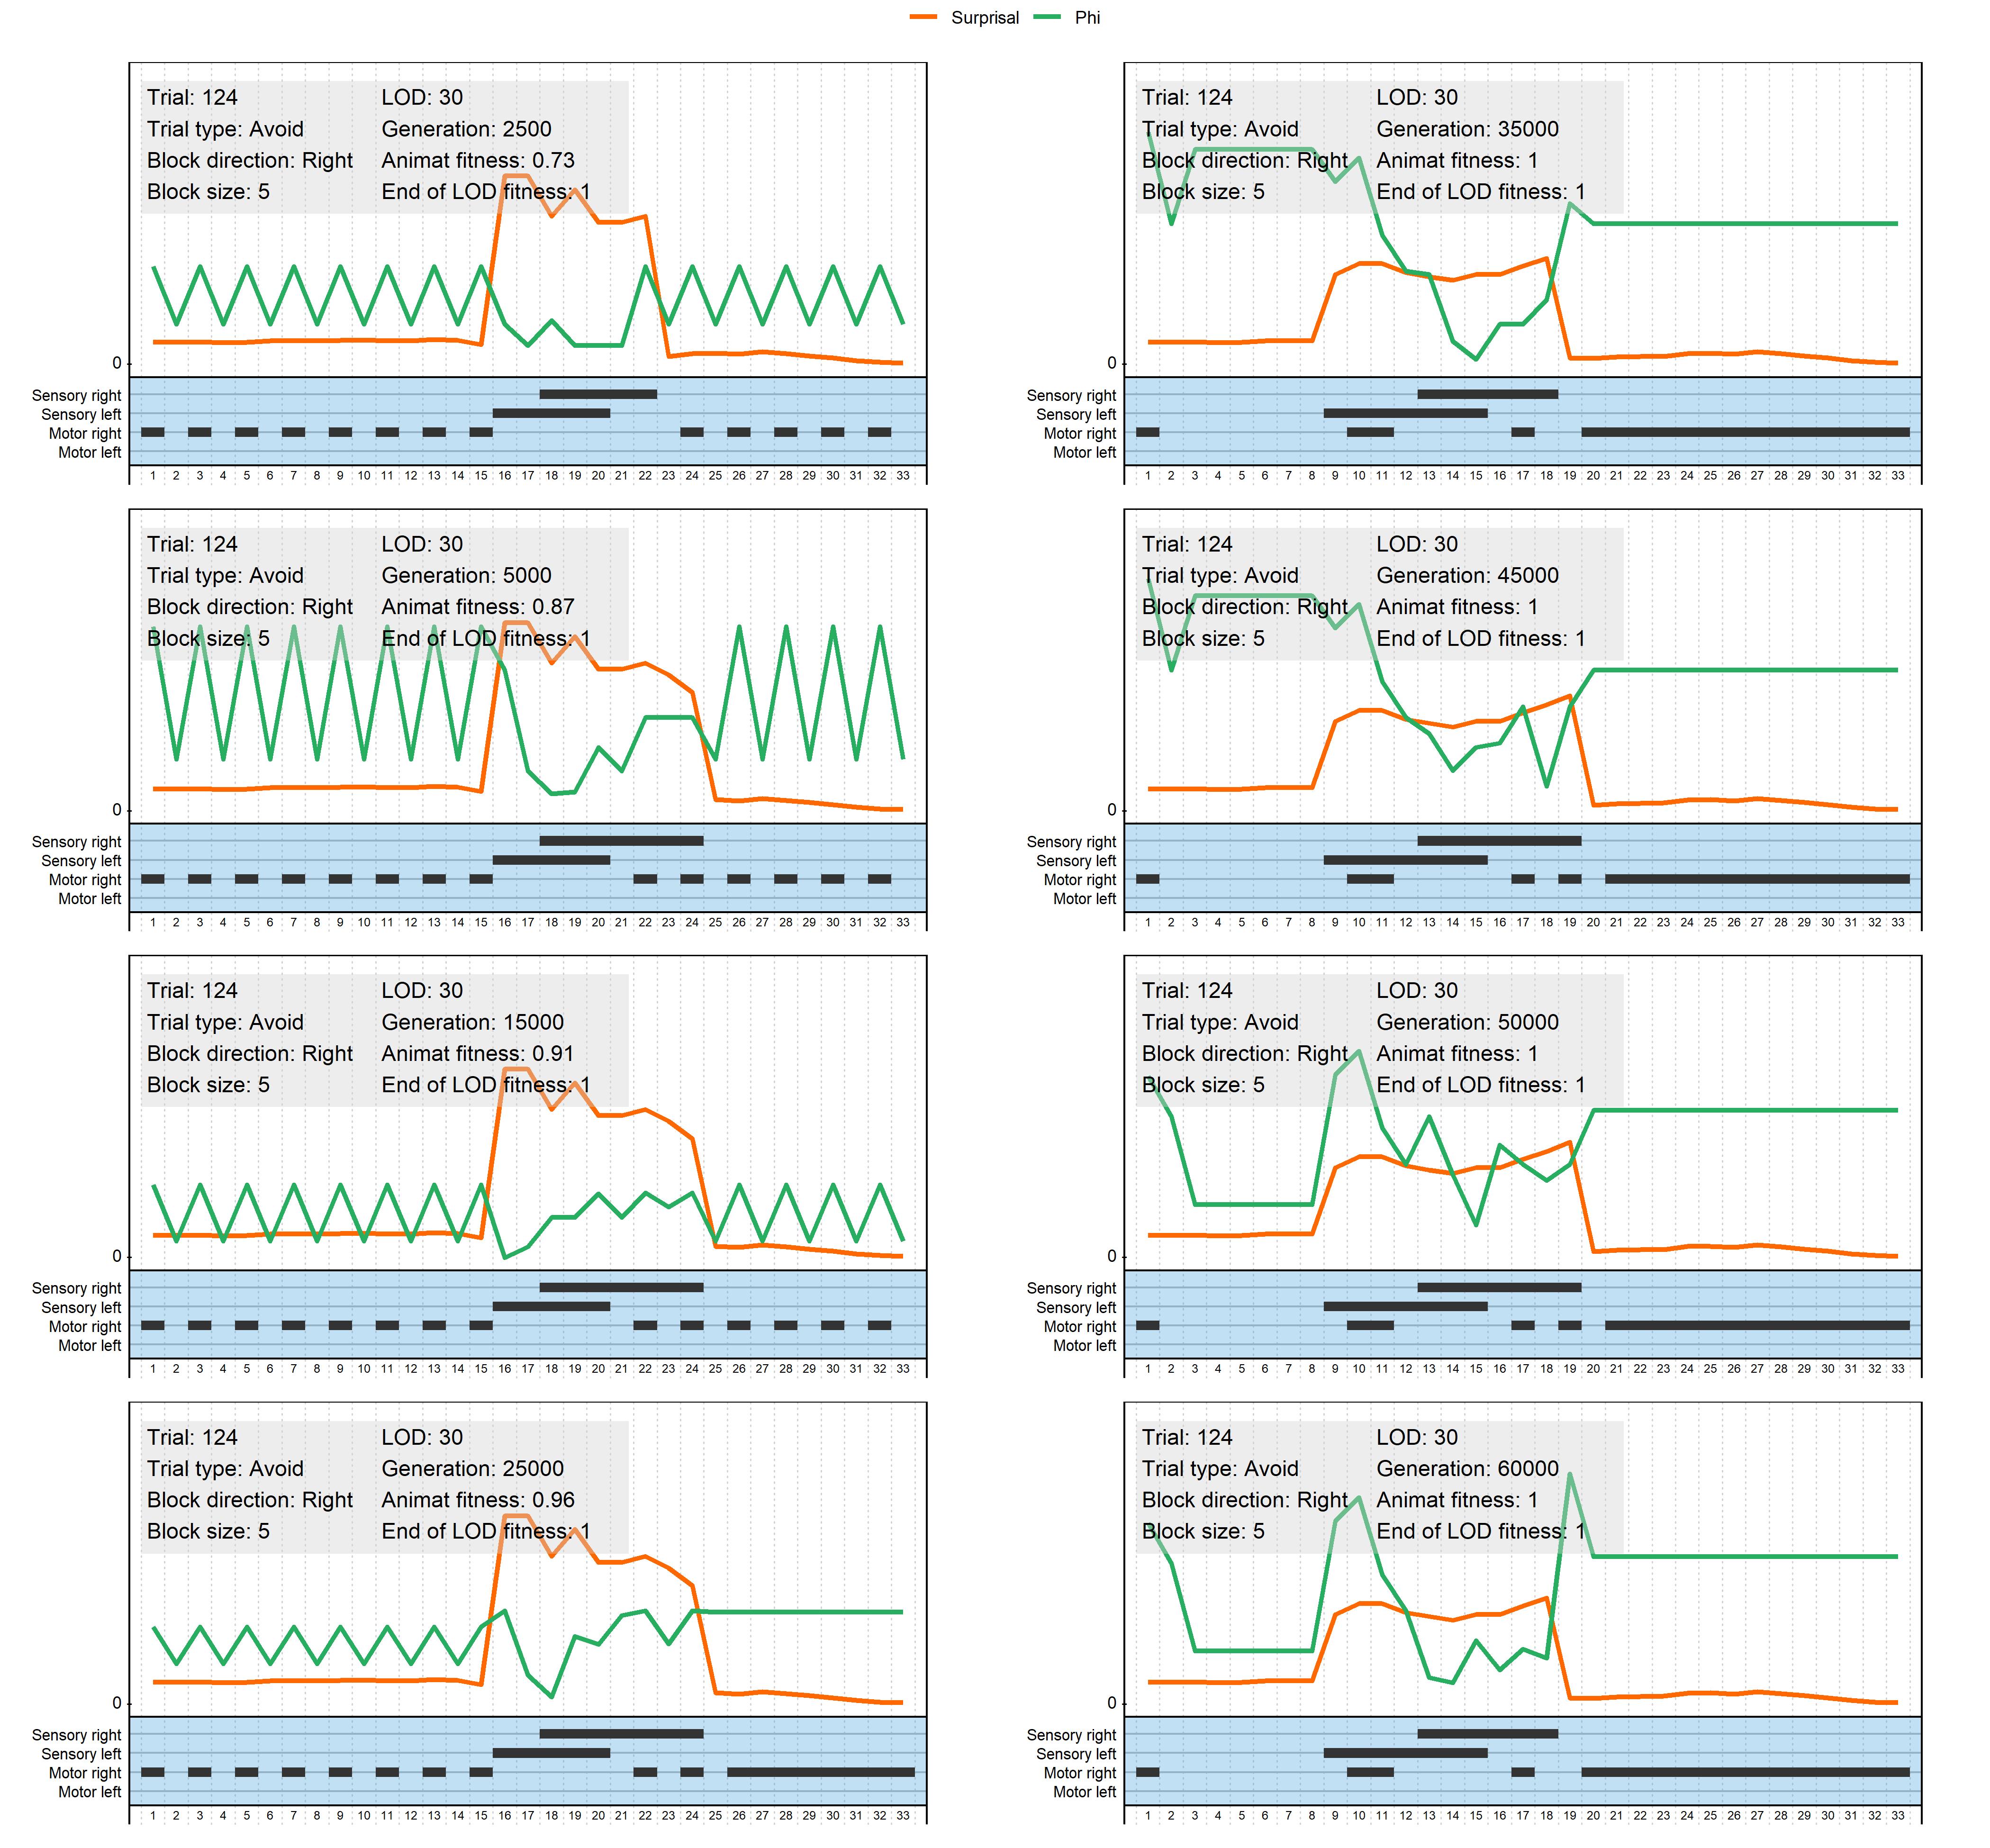 Surprisal Phi
Trial: 124 LOD: 30
Trial type: Avoid Generation: 2500
Block direction: Right Animat fitness: 0.73
Block size: 5 End of LOD fitness: 1
0
Sensory right
Sensory left
Motor right
Motor left
1 2 3 4 5 6 7 8 9 10 11 12 13 14 15 16 17 18 19 20 21 22 23 24 25 26 27 28 29 30 31 32 33
Trial: 124 LOD: 30
Trial type: Avoid Generation: 35000
Block direction: Right Animat fitness: 1
Block size: 5 End of LOD fitness: 1
0
Sensory right
Sensory left
Motor right
Motor left
1 2 3 4 5 6 7 8 9 10 11 12 13 14 15 16 17 18 19 20 21 22 23 24 25 26 27 28 29 30 31 32 33
Trial: 124 LOD: 30
Trial type: Avoid Generation: 5000
Block direction: Right Animat fitness: 0.87
Block size: 5 End of LOD fitness: 1
0
Sensory right
Sensory left
Motor right
Motor left
1 2 3 4 5 6 7 8 9 10 11 12 13 14 15 16 17 18 19 20 21 22 23 24 25 26 27 28 29 30 31 32 33
Trial: 124 LOD: 30
Trial type: Avoid Generation: 45000
Block direction: Right Animat fitness: 1
Block size: 5 End of LOD fitness: 1
0
Sensory right
Sensory left
Motor right
Motor left
1 2 3 4 5 6 7 8 9 10 11 12 13 14 15 16 17 18 19 20 21 22 23 24 25 26 27 28 29 30 31 32 33
Trial: 124 LOD: 30
Trial type: Avoid Generation: 15000
Block direction: Right Animat fitness: 0.91
Block size: 5 End of LOD fitness: 1
0
Sensory right
Sensory left
Motor right
Motor left
1 2 3 4 5 6 7 8 9 10 11 12 13 14 15 16 17 18 19 20 21 22 23 24 25 26 27 28 29 30 31 32 33
Trial: 124 LOD: 30
Trial type: Avoid Generation: 50000
Block direction: Right Animat fitness: 1
Block size: 5 End of LOD fitness: 1
0
Sensory right
Sensory left
Motor right
Motor left
1 2 3 4 5 6 7 8 9 10 11 12 13 14 15 16 17 18 19 20 21 22 23 24 25 26 27 28 29 30 31 32 33
Trial: 124 LOD: 30
Trial type: Avoid Generation: 25000
Block direction: Right Animat fitness: 0.96
Block size: 5 End of LOD fitness: 1
0
Sensory right
Sensory left
Motor right
Motor left
1 2 3 4 5 6 7 8 9 10 11 12 13 14 15 16 17 18 19 20 21 22 23 24 25 26 27 28 29 30 31 32 33
Trial: 124 LOD: 30
Trial type: Avoid Generation: 60000
Block direction: Right Animat fitness: 1
Block size: 5 End of LOD fitness: 1
0
Sensory right
Sensory left
Motor right
Motor left
1 2 3 4 5 6 7 8 9 10 11 12 13 14 15 16 17 18 19 20 21 22 23 24 25 26 27 28 29 30 31 32 33